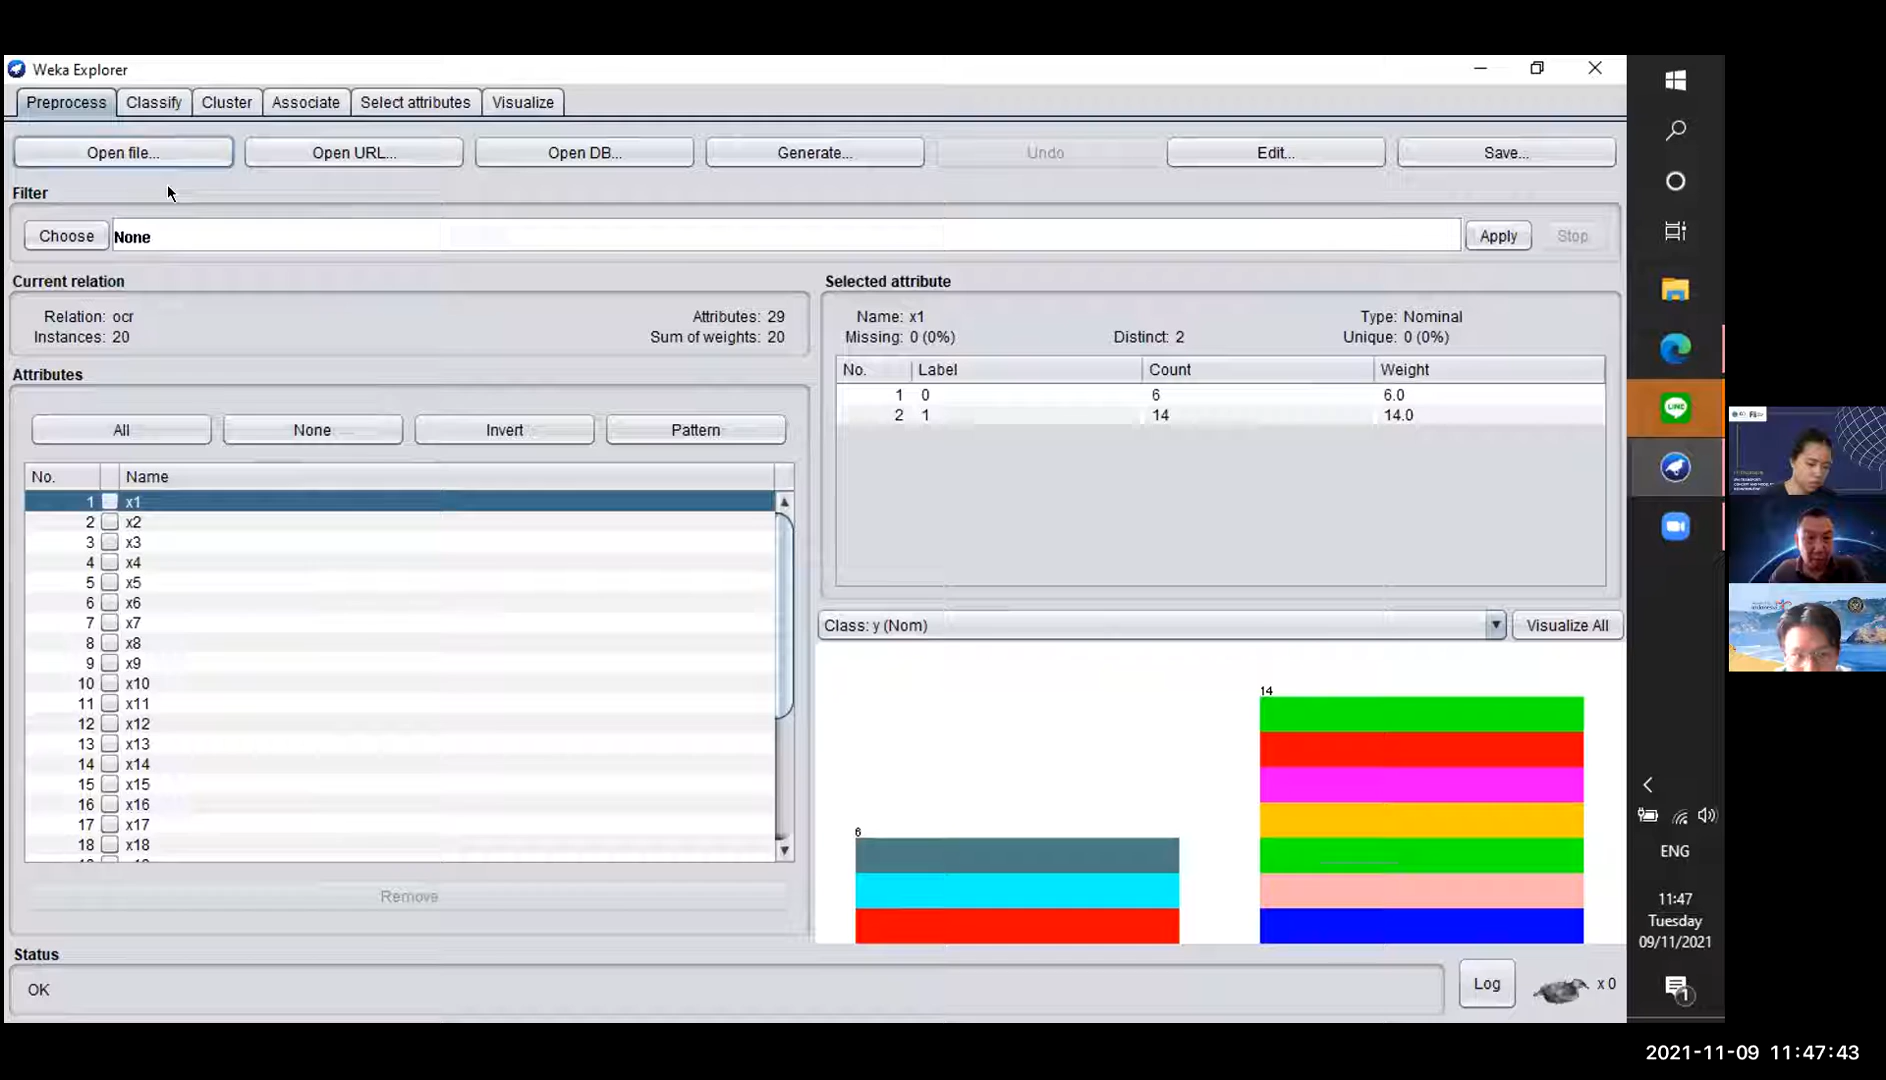 Weka Explorer
Preprocess Classify Cluster Associate Select attributes Visualize
Open file... Open URL... Open DB... Generate... Undo Edit... Save...
Filter
Choose None Apply Stop
Current relation
Relation: ocr Attributes: 29
Instances: 20 Sum of weights: 20
Selected attribute
Name: x1 Type: Nominal
Missing: 0 (0%) Distinct: 2 Unique: 0 (0%)
No. Label Count Weight
1 0 6 6.0
2 1 14 14.0
Attributes
All None Invert Pattern
No. Name
1 x1
2 x2
3 x3
4 x4
5 x5
6 x6
7 x7
8 x8
9 x9
10 x10
11 x11
12 x12
13 x13
14 x14
15 x15
16 x16
17 x17
18 x18
Remove
Class: y (Nom) Visualize All
6
14
Status
OK
Log x 0
LINE
ENG
11:47
Tuesday
09/11/2021
1
2021-11-09 11:47:43